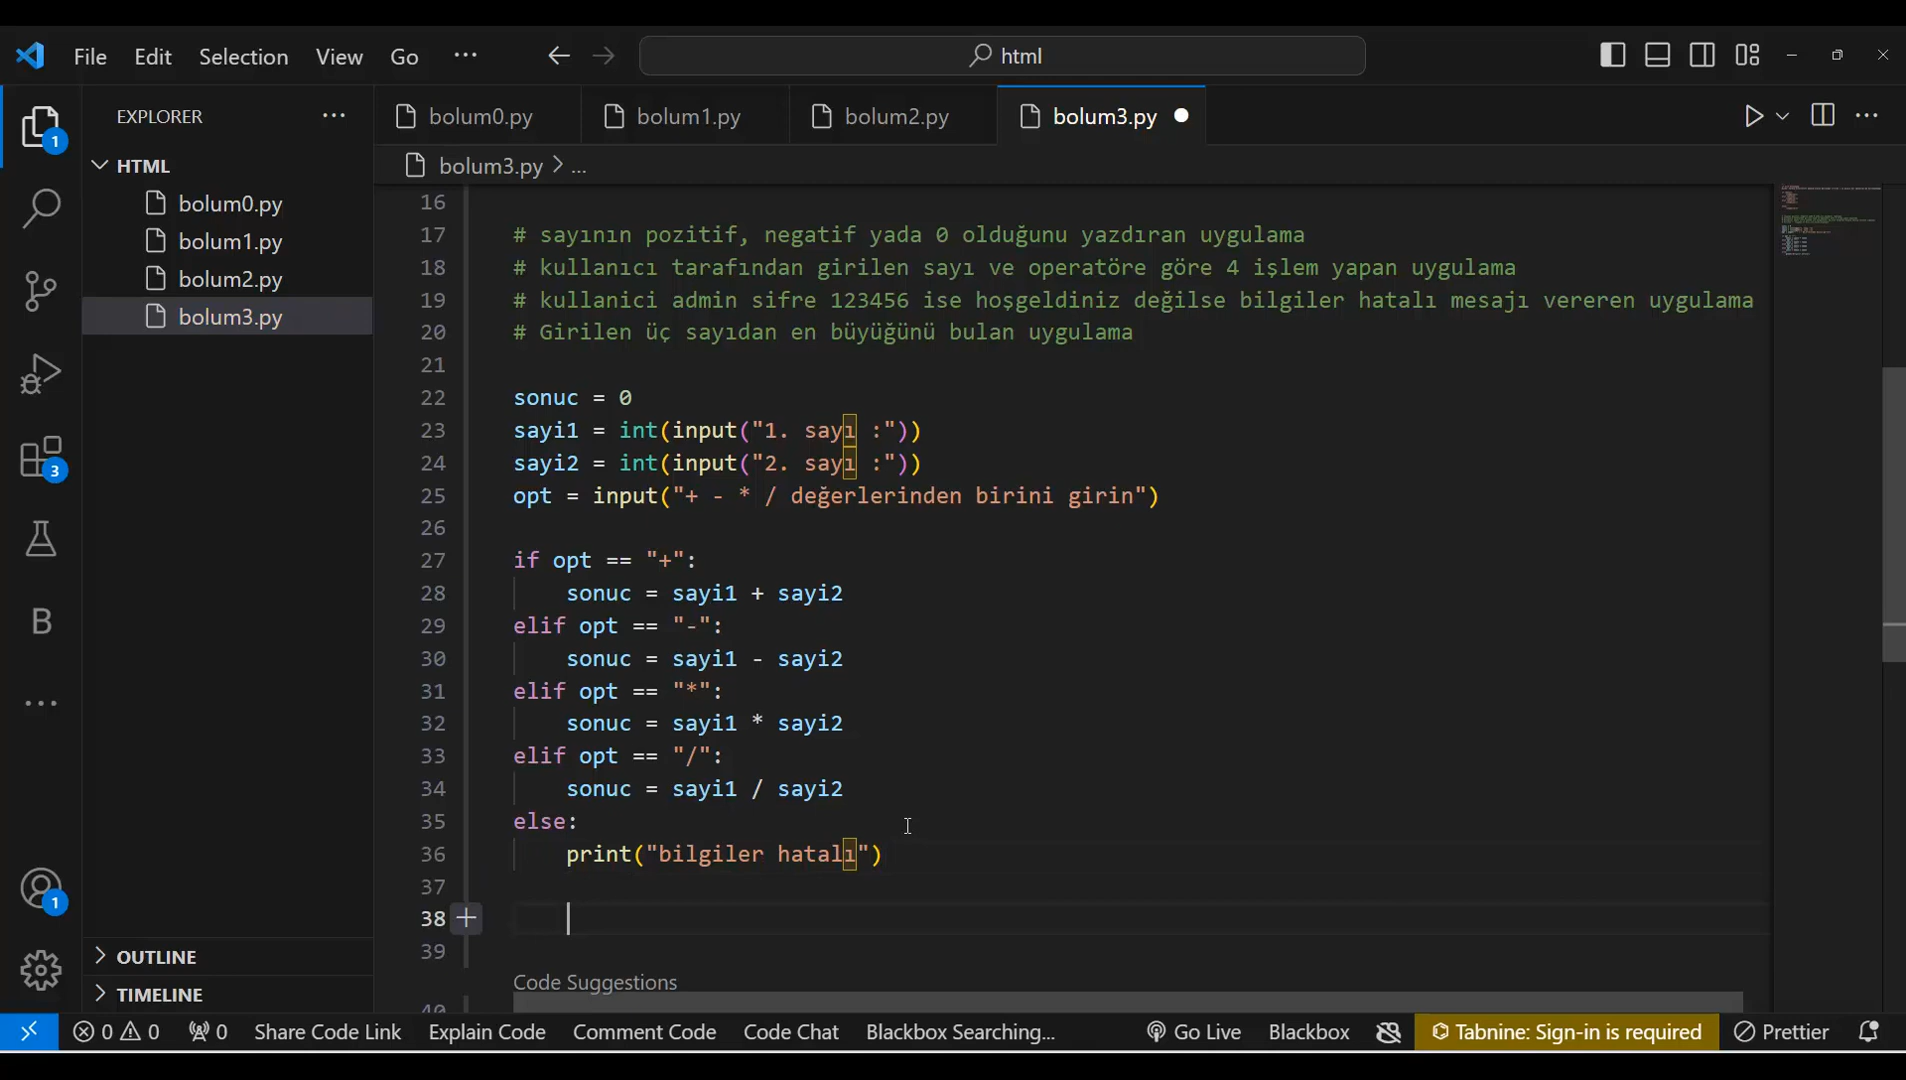 File Edit Selection View Go ... html
EXPLORER ...
bolum0.py bolum1.py bolum2.py bolum3.py ...
HTML
bolum0.py
bolum1.py
bolum2.py
bolum3.py
bolum3.py > ...
16
17 # sayının pozitif, negatif yada 0 olduğunu yazdıran uygulama
18 # kullanıcı tarafından girilen sayı ve operatöre göre 4 işlem yapan uygulama
19 # kullanici admin sifre 123456 ise hoşgeldiniz değilse bilgiler hatalı mesajı vereren uygulama
20 # Girilen üç sayıdan en büyüğünü bulan uygulama
21
22 sonuc = 0
23 sayi1 = int(input("1. sayı :"))
24 sayi2 = int(input("2. sayı :"))
25 opt = input("+ - * / değerlerinden birini girin")
26
27 if opt == "+":
28     sonuc = sayi1 + sayi2
29 elif opt == "-":
30     sonuc = sayi1 - sayi2
31 elif opt == "*":
32     sonuc = sayi1 * sayi2
33 elif opt == "/":
34     sonuc = sayi1 / sayi2
35 else:
36     print("bilgiler hatalı")
37
38
39
Code Suggestions
40
1
3
B
1
OUTLINE
TIMELINE
0 0 0 Share Code Link Explain Code Comment Code Code Chat Blackbox Searching... Go Live Blackbox Tabnine: Sign-in is required Prettier